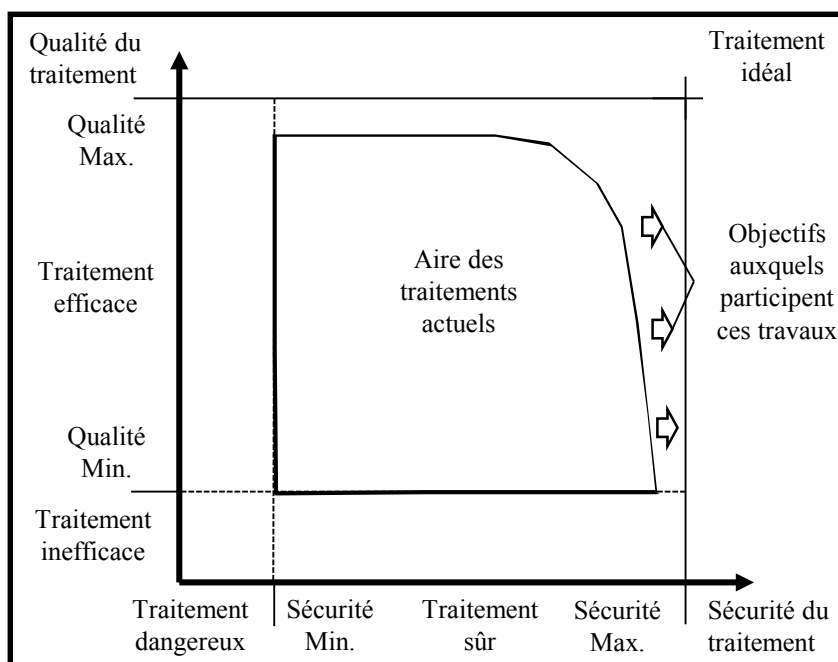 Qualité du
traitement
Traitement
idéal
Qualité
Max.
Traitement
efficace
Aire des
traitements
actuels
Objectifs
auxquels
participent
ces travaux
Qualité
Min.
Traitement
inefficace
Traitement
dangereux
Sécurité
Min.
Traitement
sûr
Sécurité
Max.
Sécurité du
traitement